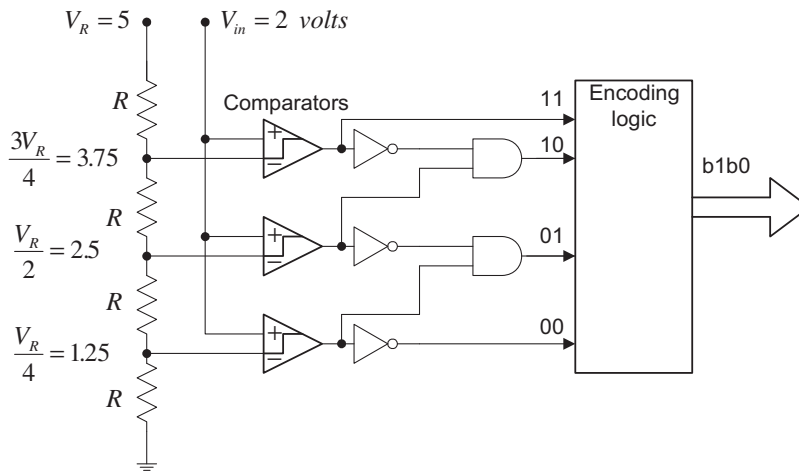 V_R = 5
V_in = 2 volts
R
Comparators
11
Encoding
logic
3V_R/4 = 3.75
+
−
10
b1b0
R
V_R/2 = 2.5
+
−
01
R
V_R/4 = 1.25
+
−
00
R